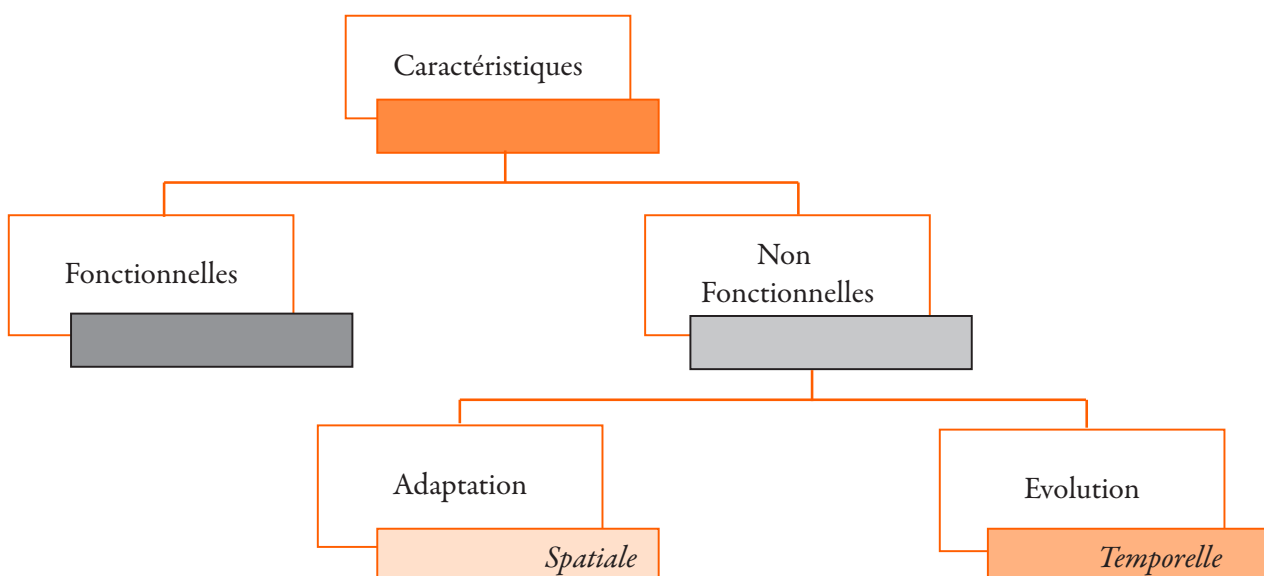 Caractéristiques
Fonctionnelles
Non
Fonctionnelles
Adaptation
Spatiale
Evolution
Temporelle